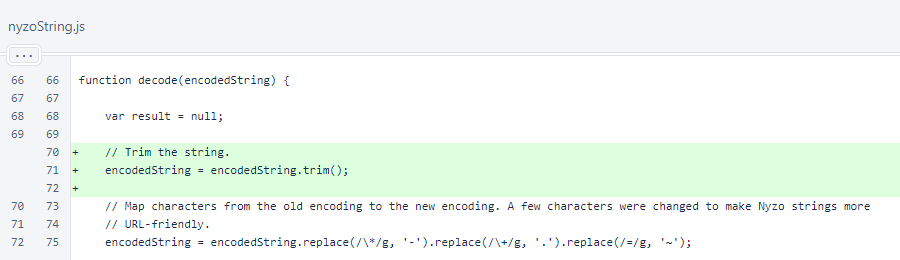 nyzoString.js
...
66 66 function decode(encodedString) {
67 67
68 68 var result = null;
69 69
70 + // Trim the string.
71 + encodedString = encodedString.trim();
72 +
70 73 // Map characters from the old encoding to the new encoding. A few characters were changed to make Nyzo strings more
71 74 // URL-friendly.
72 75 encodedString = encodedString.replace(/\*/g, '-').replace(/\+/g, '.').replace(/=/g, '~');